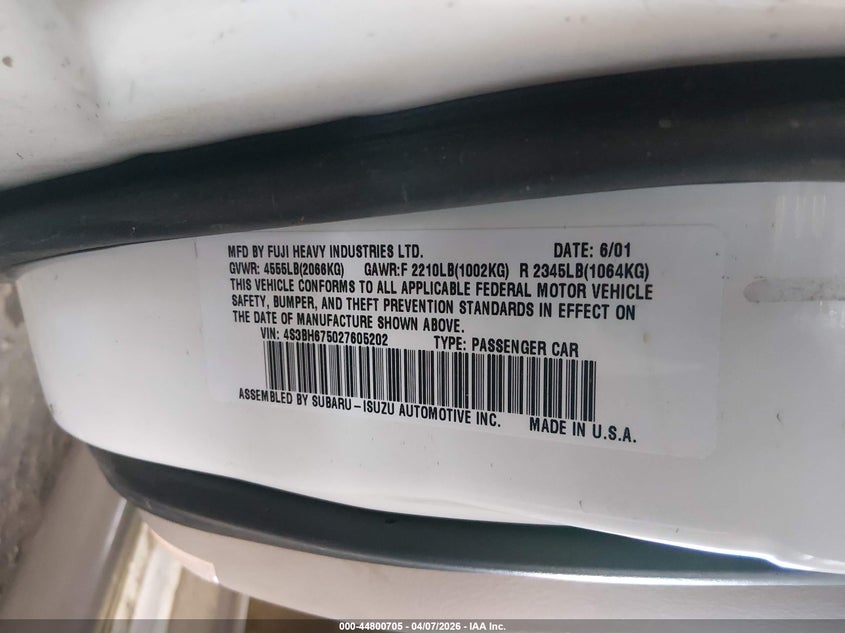 MFD BY FUJI HEAVY INDUSTRIES LTD. DATE: 6/01
GVWR: 4555LB(2066KG) GAWR:F 2210LB(1002KG) R 2345LB(1064KG)
THIS VEHICLE CONFORMS TO ALL APPLICABLE FEDERAL MOTOR VEHICLE
SAFETY, BUMPER, AND THEFT PREVENTION STANDARDS IN EFFECT ON
THE DATE OF MANUFACTURE SHOWN ABOVE.
VIN: 4S3BH675027605202 TYPE: PASSENGER CAR
ASSEMBLED BY SUBARU-ISUZU AUTOMOTIVE INC. MADE IN U.S.A.
000-44800705 - 04/07/2026 - IAA Inc.